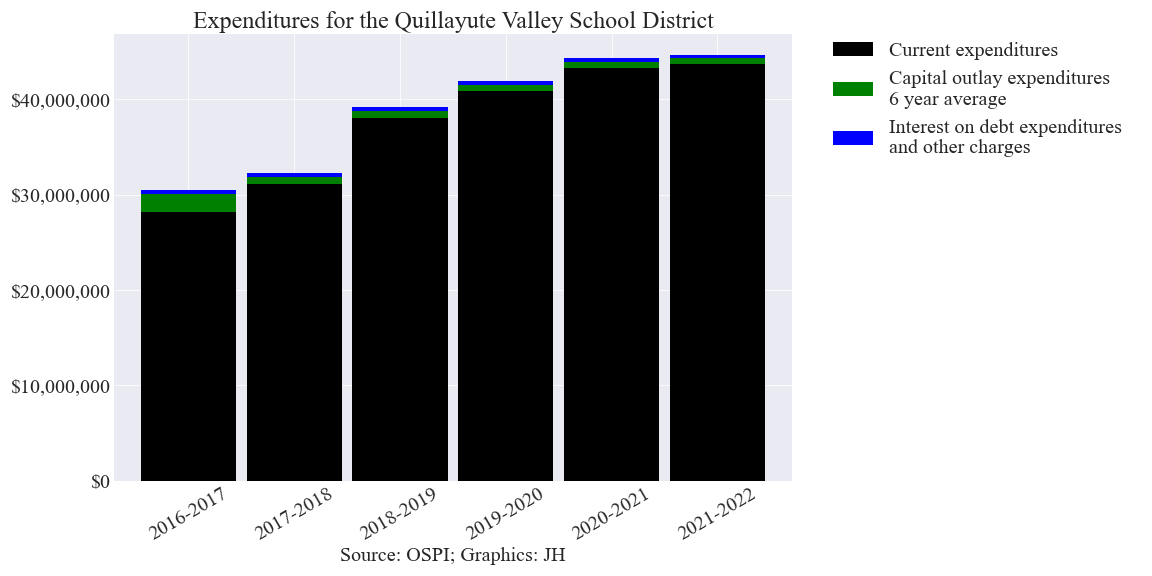 Expenditures for the Quillayute Valley School District
Current expenditures
Capital outlay expenditures
6 year average
Interest on debt expenditures
and other charges
$40,000,000
$30,000,000
$20,000,000
$10,000,000
$0
2016-2017
2017-2018
2018-2019
2019-2020
2020-2021
2021-2022
Source: OSPI; Graphics: JH